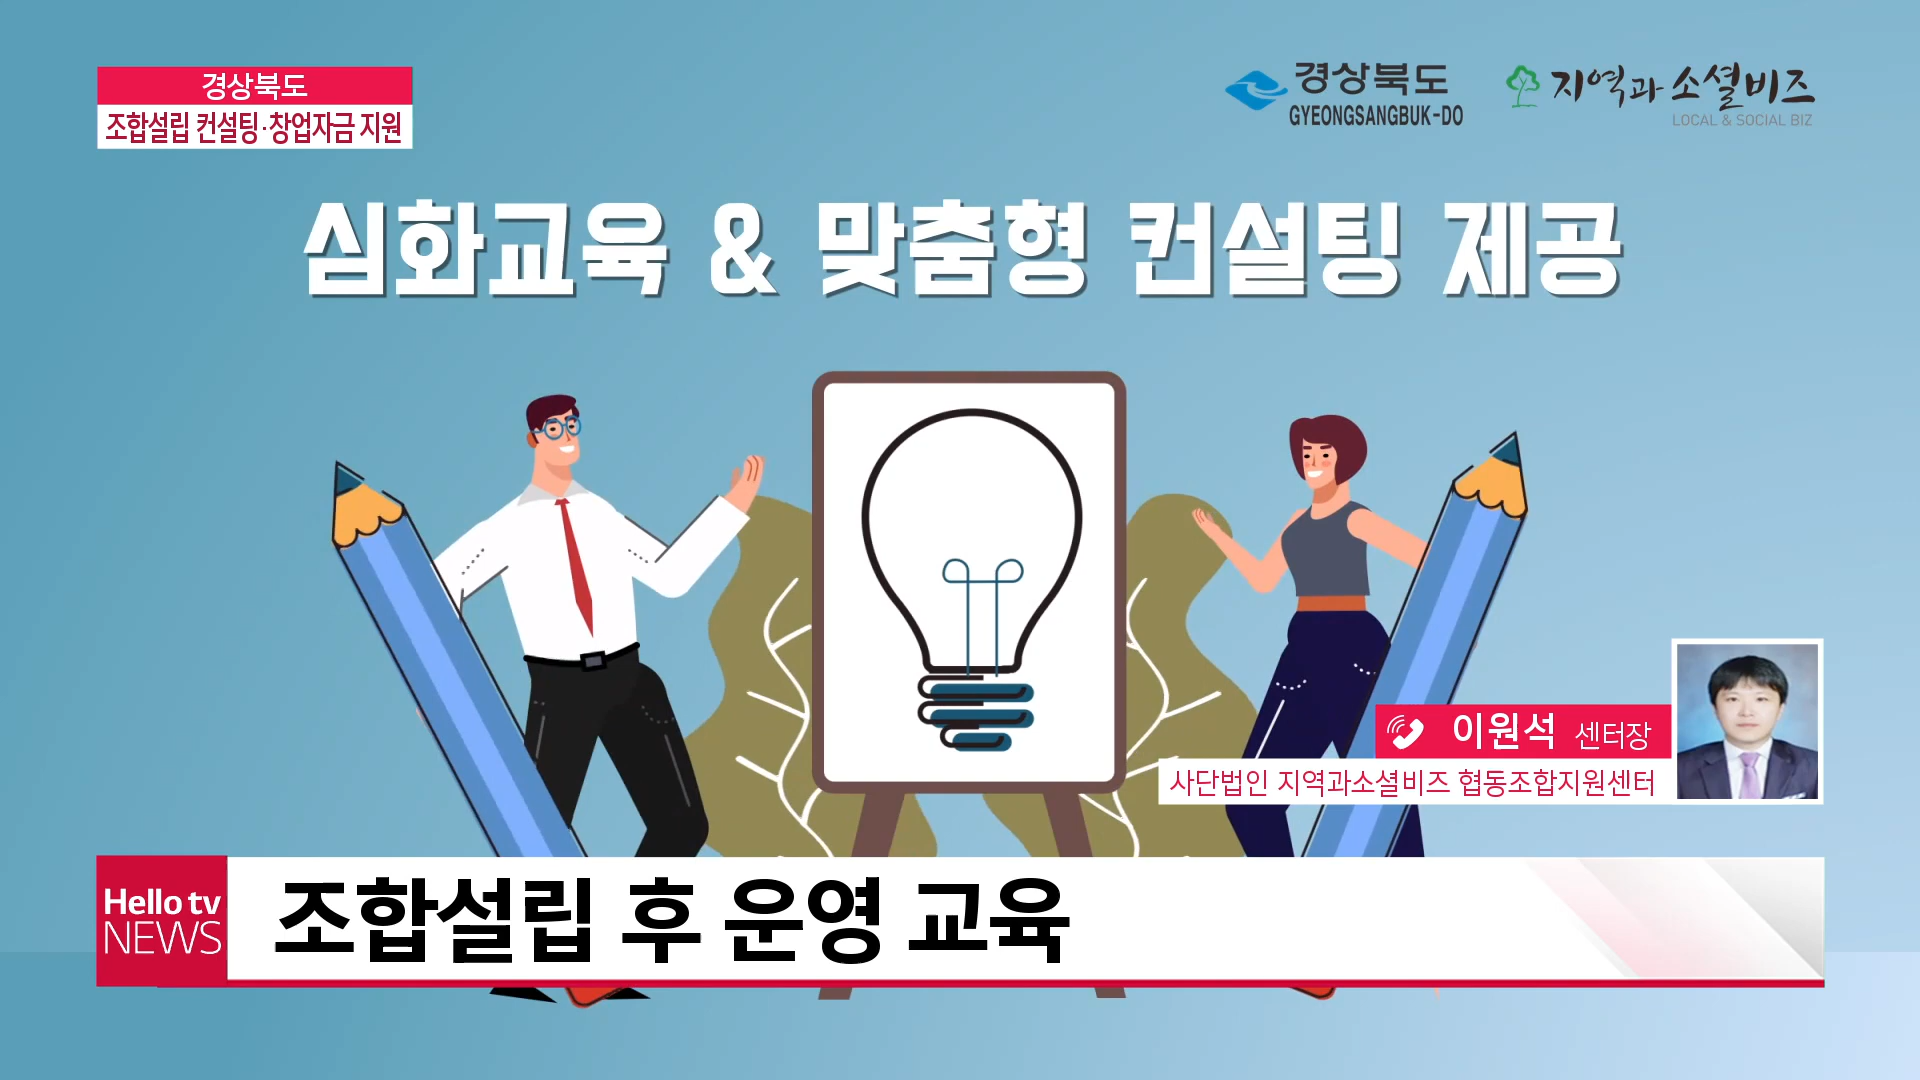 경상북도
조합설립 컨설팅·창업자금 지원
경상북도
GYEONGSANGBUK-DO
지역과 소셜비즈
LOCAL & SOCIAL BIZ
심화교육 & 맞춤형 컨설팅 제공
이원석 센터장
사단법인 지역과소셜비즈 협동조합지원센터
Hello tv
NEWS
조합설립 후 운영 교육